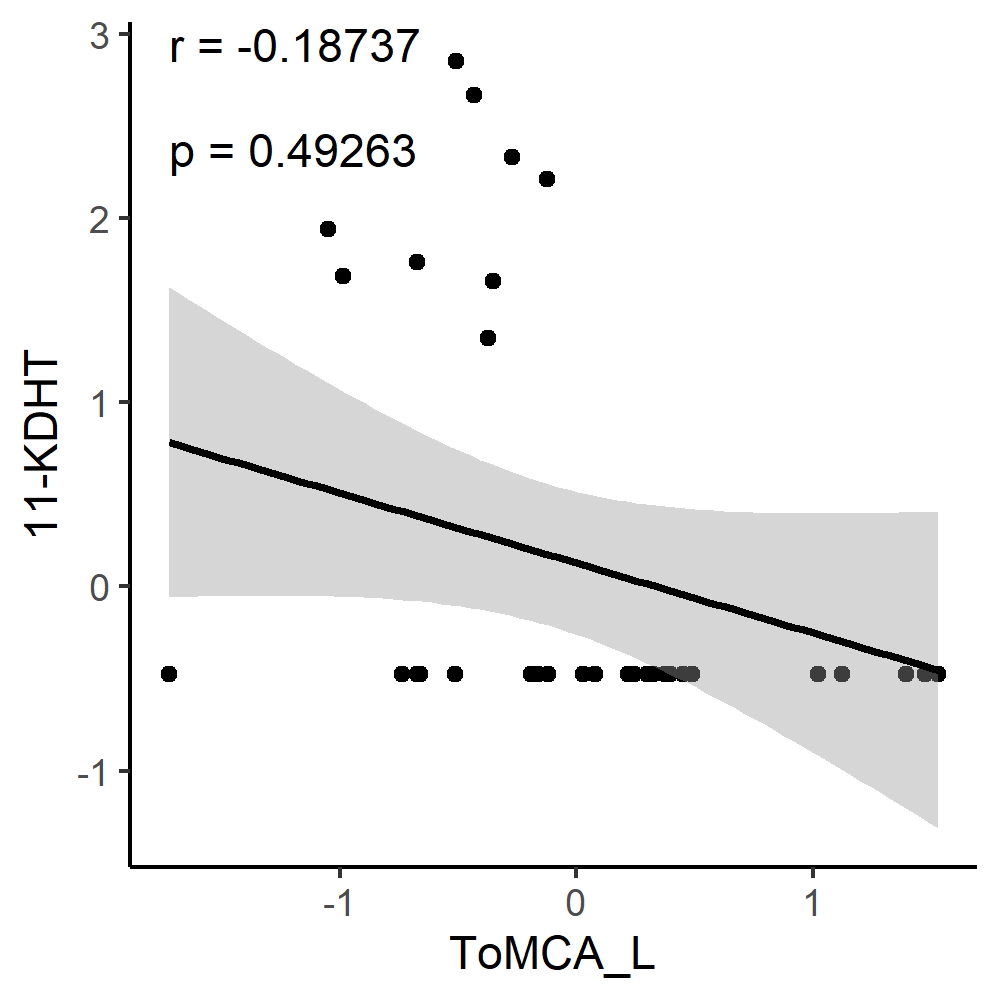 r = -0.18737
p = 0.49263
11-KDHT
3
2
1
0
-1
-1
0
1
ToMCA_L